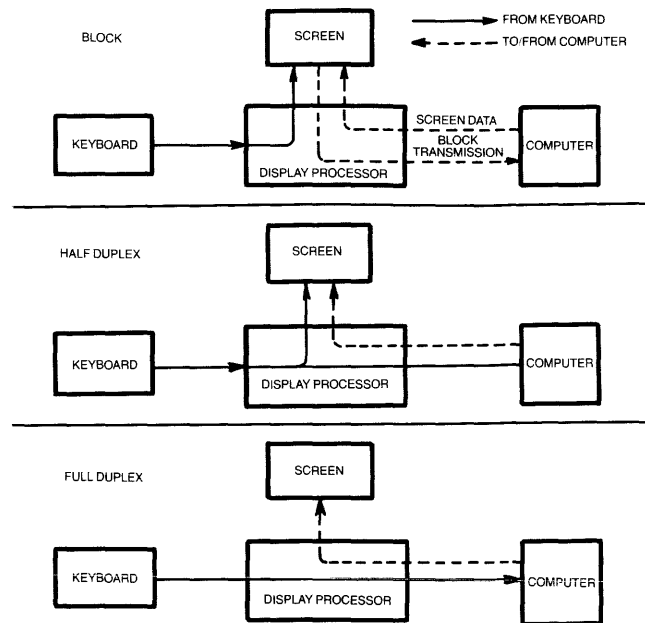 BLOCK
SCREEN
FROM KEYBOARD
TO/FROM COMPUTER
KEYBOARD
DISPLAY PROCESSOR
SCREEN DATA
BLOCK
TRANSMISSION
COMPUTER
HALF DUPLEX
SCREEN
KEYBOARD
DISPLAY PROCESSOR
COMPUTER
FULL DUPLEX
SCREEN
KEYBOARD
DISPLAY PROCESSOR
COMPUTER